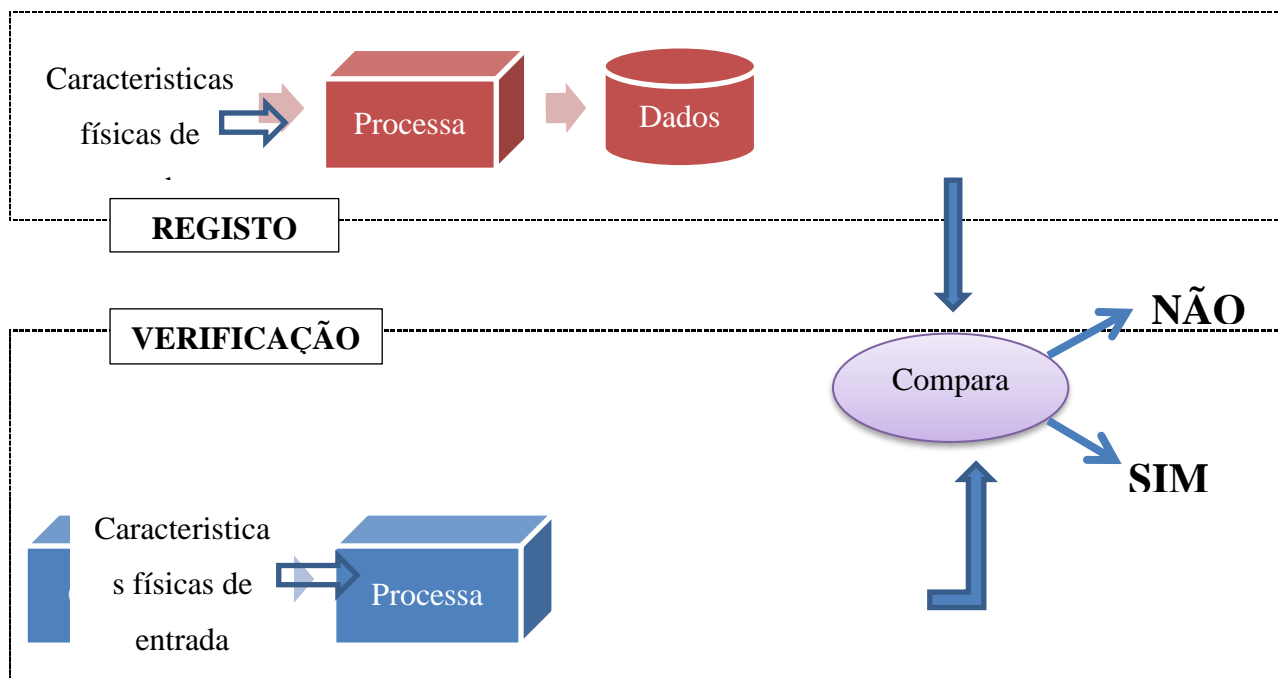 Caracteristicas
físicas de
Processa
Dados
REGISTO
VERIFICAÇÃO
NÃO
Compara
SIM
Caracteristica
s físicas de
entrada
Processa